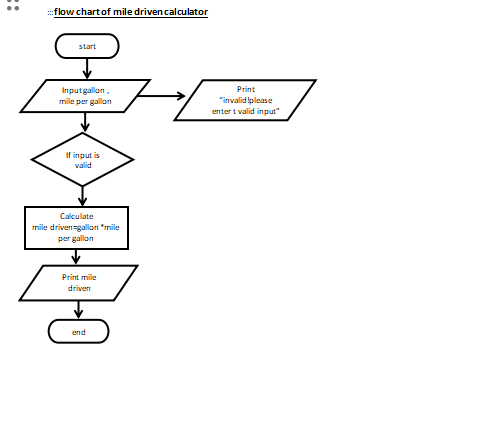 :::flow chart of mile driven calculator
start
Input gallon ,
mile per gallon
Print
"invalid!please
enter t valid input"
If input is
valid
Calculate
mile driven=gallon *mile
per gallon
Print mile
driven
end